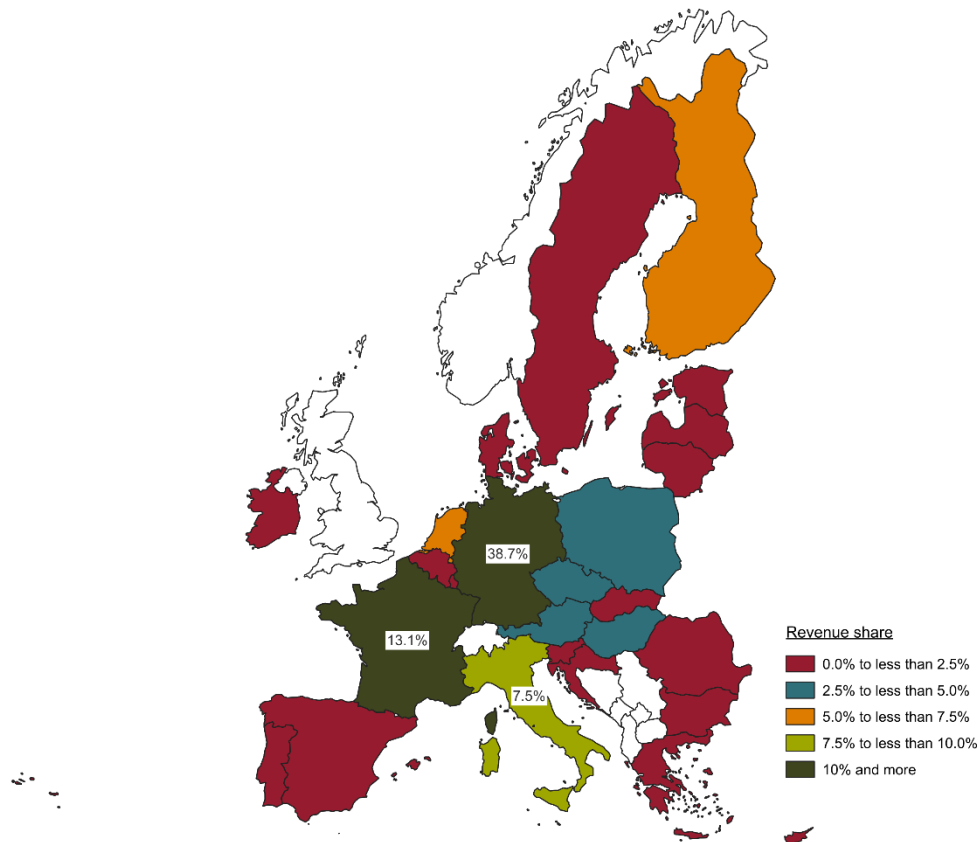 38.7%
13.1%
7.5%
Revenue share
0.0% to less than 2.5%
2.5% to less than 5.0%
5.0% to less than 7.5%
7.5% to less than 10.0%
10% and more